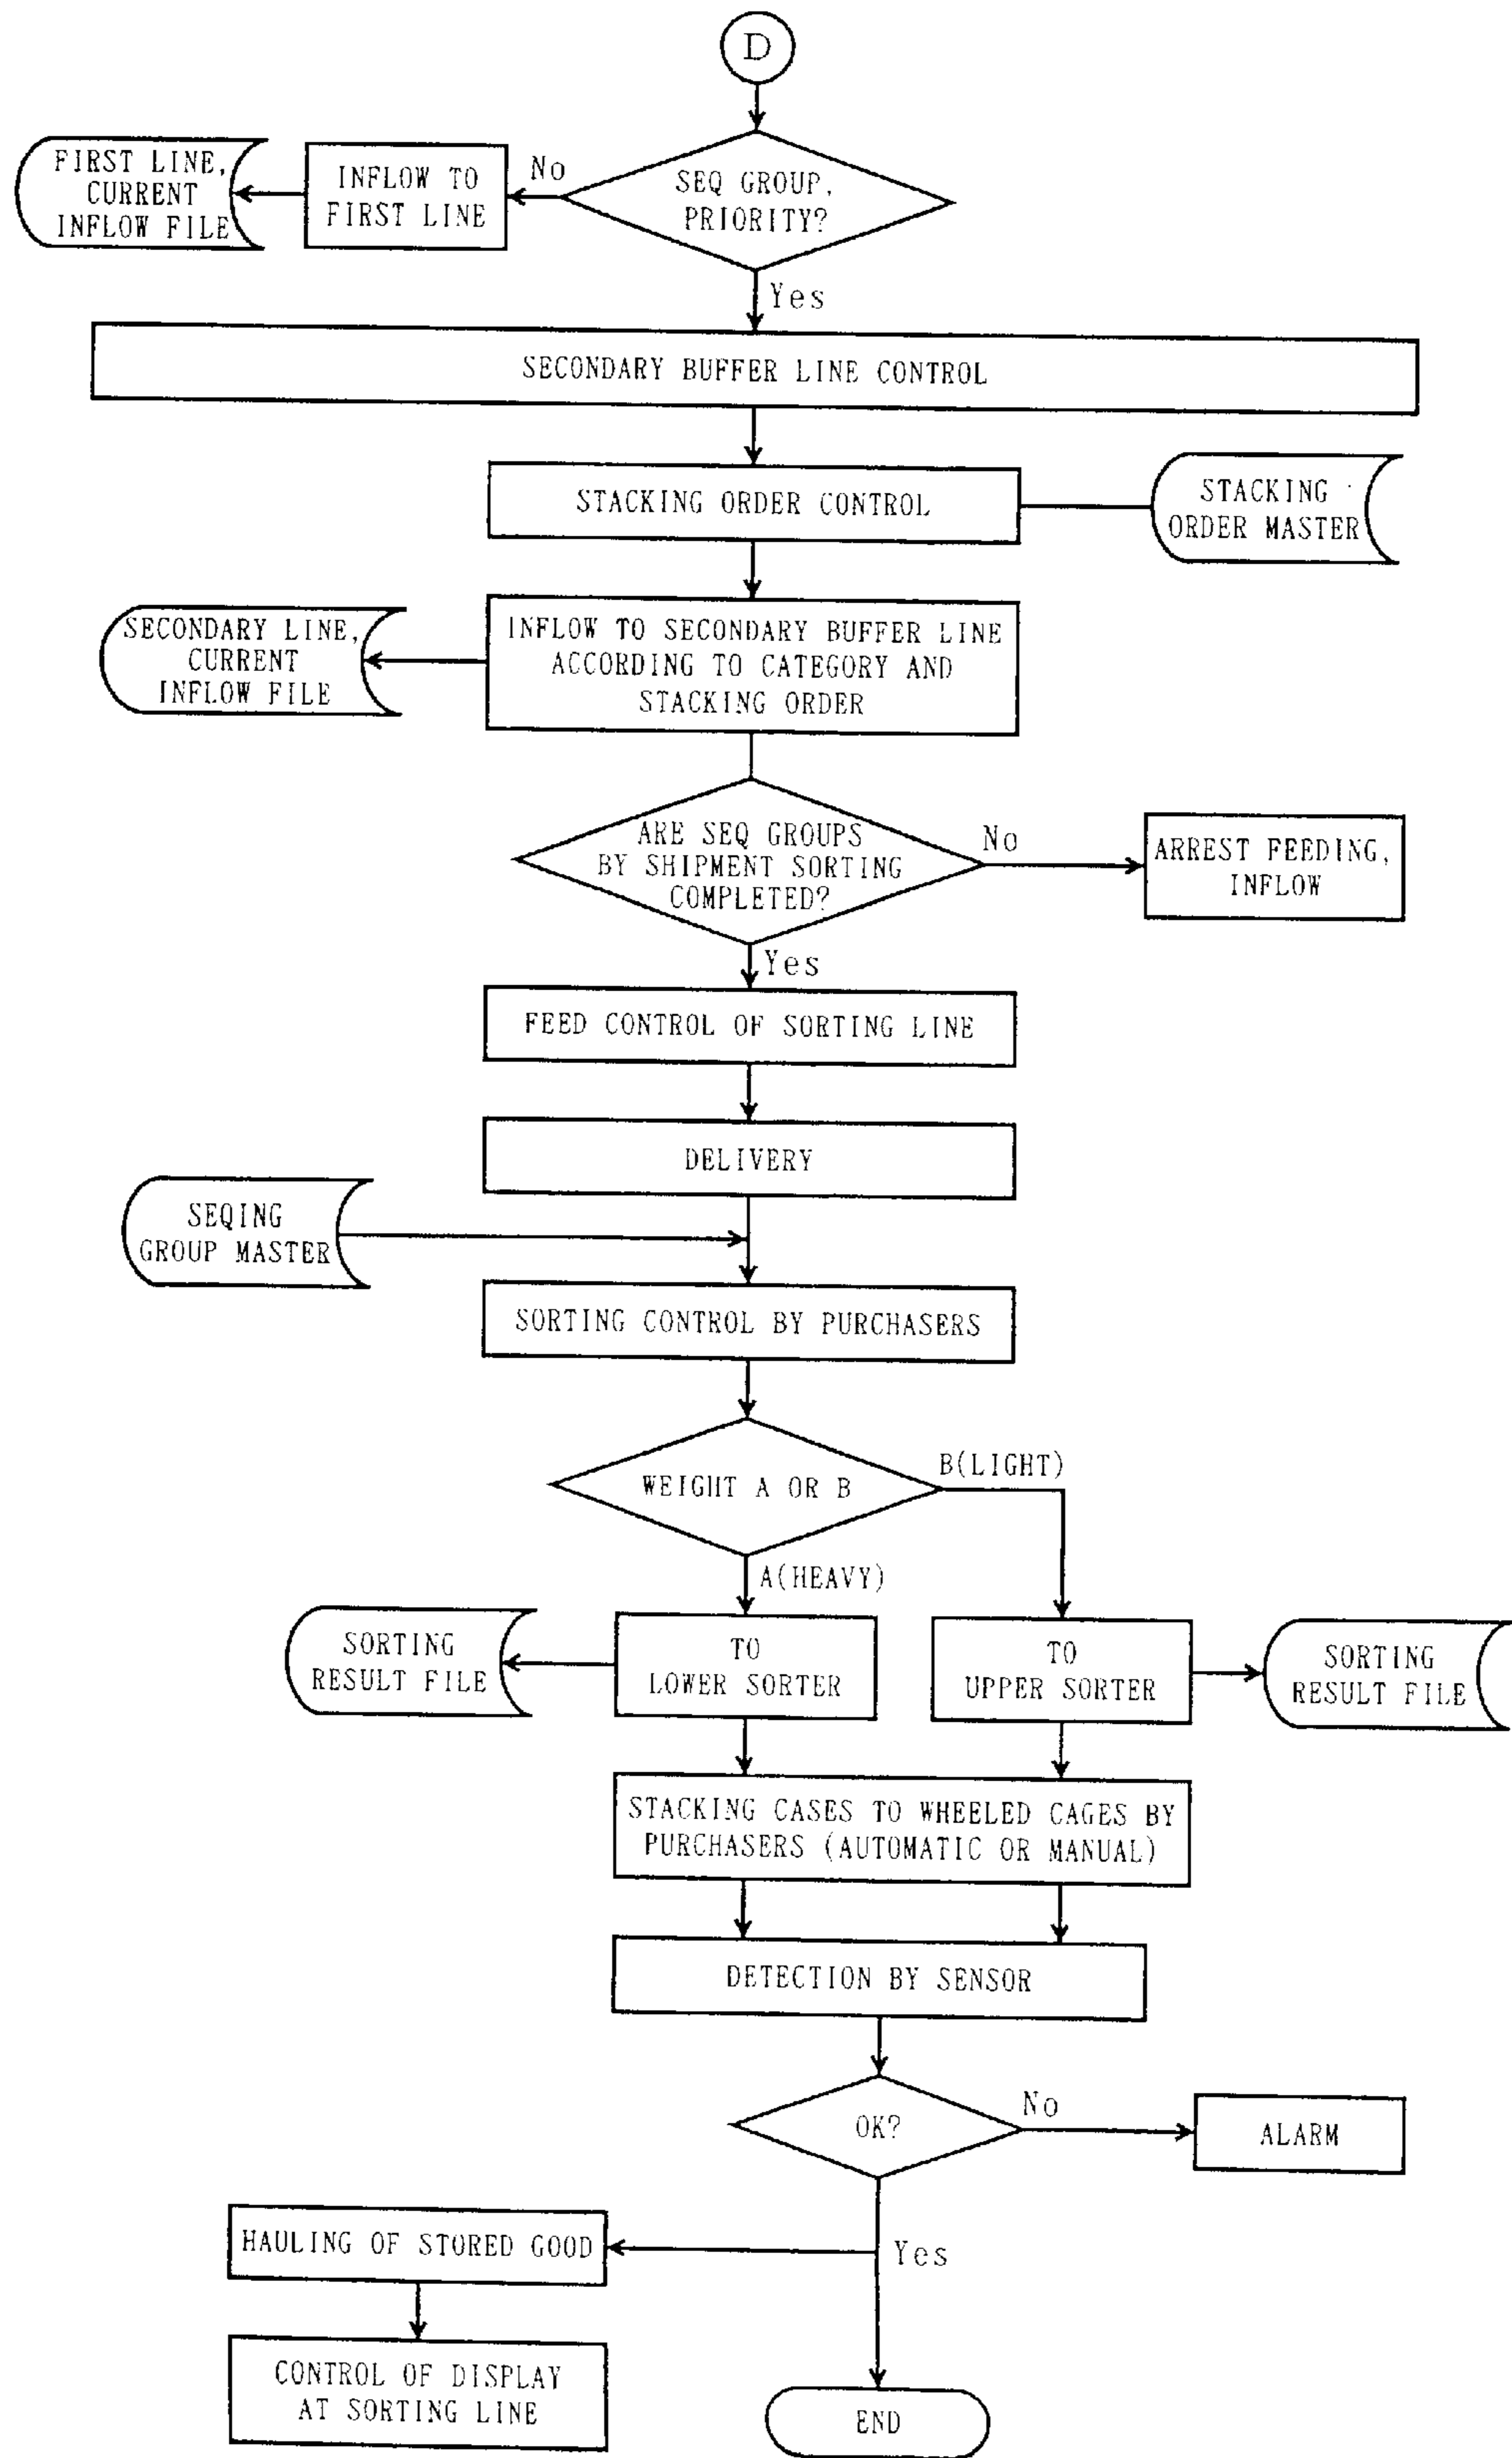 D
FIRST LINE,
CURRENT
INFLOW FILE
INFLOW TO
FIRST LINE
No
SEQ GROUP,
PRIORITY?
Yes
SECONDARY BUFFER LINE CONTROL
STACKING ORDER CONTROL
STACKING
ORDER MASTER
SECONDARY LINE,
CURRENT
INFLOW FILE
INFLOW TO SECONDARY BUFFER LINE
ACCORDING TO CATEGORY AND
STACKING ORDER
ARE SEQ GROUPS
BY SHIPMENT SORTING
COMPLETED?
No
ARREST FEEDING,
INFLOW
Yes
FEED CONTROL OF SORTING LINE
DELIVERY
SEQING
GROUP MASTER
SORTING CONTROL BY PURCHASERS
WEIGHT A OR B
B(LIGHT)
A(HEAVY)
SORTING
RESULT FILE
TO
LOWER SORTER
TO
UPPER SORTER
SORTING
RESULT FILE
STACKING CASES TO WHEELED CAGES BY
PURCHASERS (AUTOMATIC OR MANUAL)
DETECTION BY SENSOR
OK?
No
ALARM
HAULING OF STORED GOOD
Yes
CONTROL OF DISPLAY
AT SORTING LINE
END